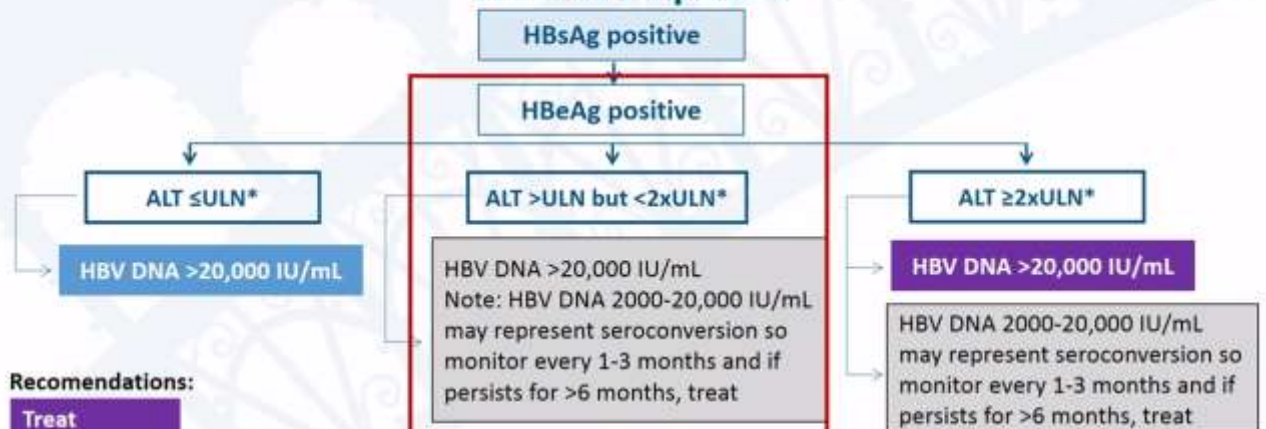 HBsAg positive
HBeAg positive
ALT ≤ULN*
ALT >ULN but <2xULN*
ALT ≥2xULN*
HBV DNA >20,000 IU/mL
HBV DNA >20,000 IU/mL
Note: HBV DNA 2000-20,000 IU/mL
may represent seroconversion so
monitor every 1-3 months and if
persists for >6 months, treat
HBV DNA >20,000 IU/mL
HBV DNA 2000-20,000 IU/mL
may represent seroconversion so
monitor every 1-3 months and if
persists for >6 months, treat
Recomendations:
Treat